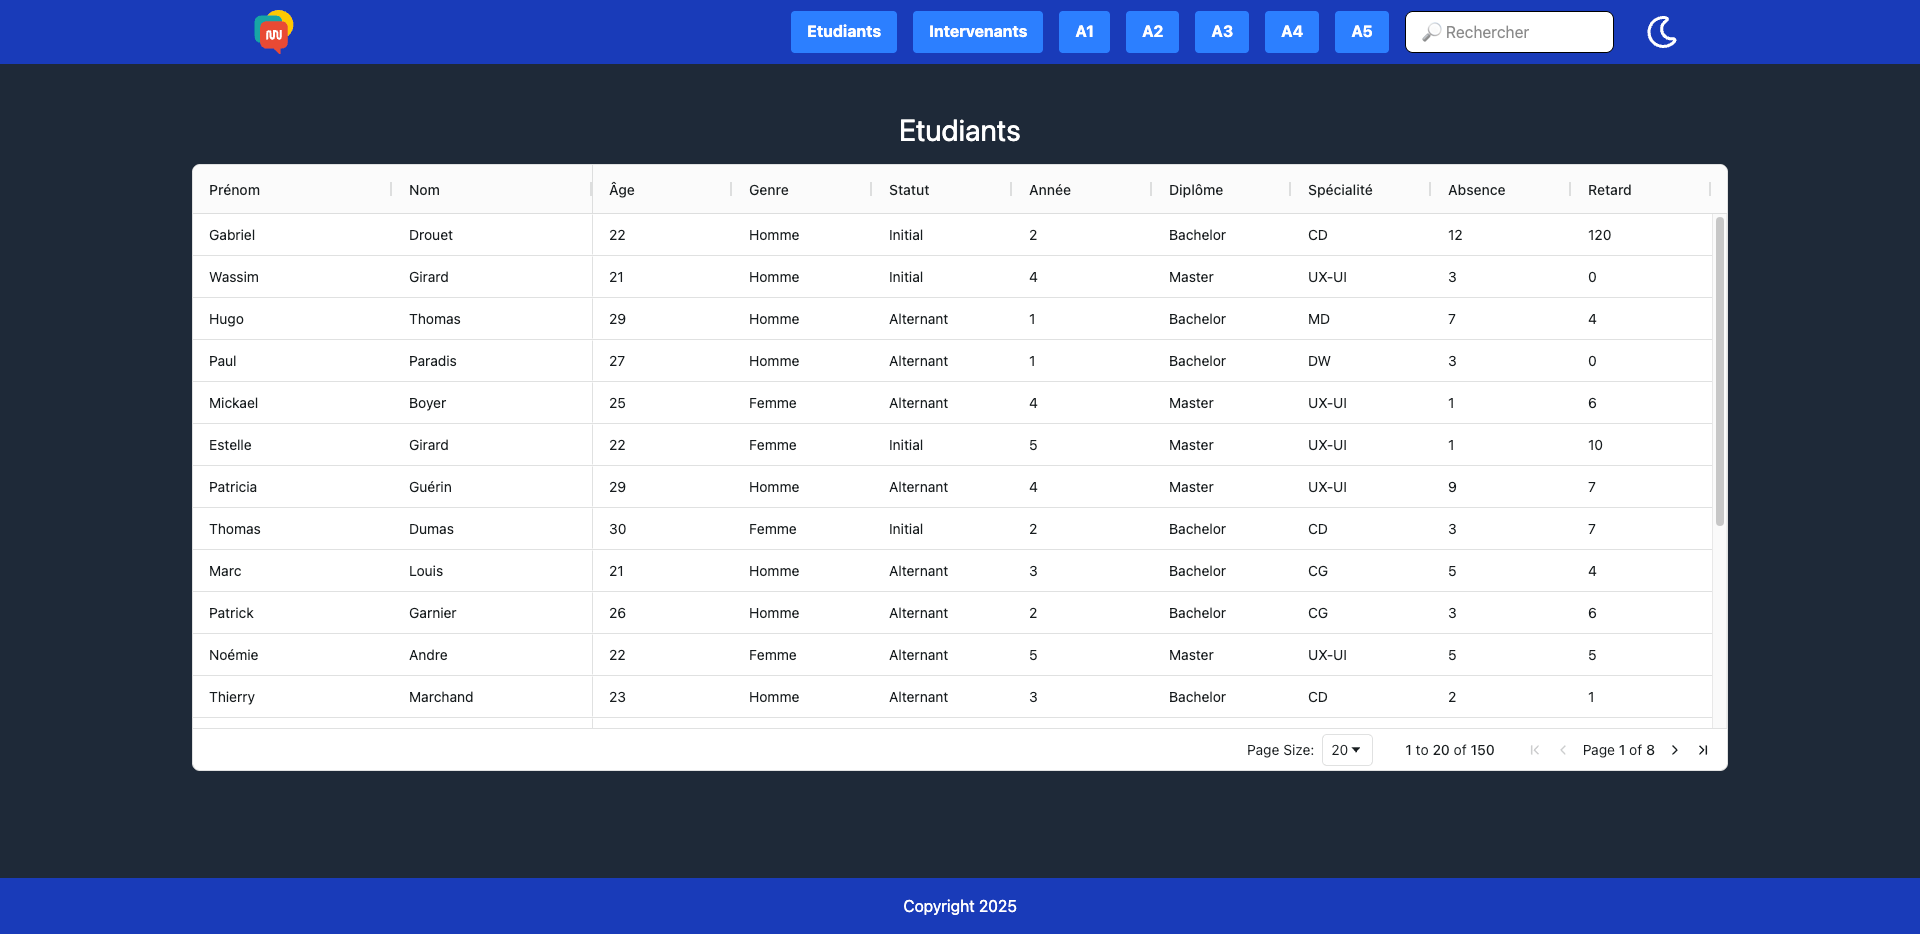 Etudiants Intervenants A1 A2 A3 A4 A5 Rechercher
Etudiants
Prénom Nom Âge Genre Statut Année Diplôme Spécialité Absence Retard
Gabriel Drouet 22 Homme Initial 2 Bachelor CD 12 120
Wassim Girard 21 Homme Initial 4 Master UX-UI 3 0
Hugo Thomas 29 Homme Alternant 1 Bachelor MD 7 4
Paul Paradis 27 Homme Alternant 1 Bachelor DW 3 0
Mickael Boyer 25 Femme Alternant 4 Master UX-UI 1 6
Estelle Girard 22 Femme Initial 5 Master UX-UI 1 10
Patricia Guérin 29 Homme Alternant 4 Master UX-UI 9 7
Thomas Dumas 30 Femme Initial 2 Bachelor CD 3 7
Marc Louis 21 Homme Alternant 3 Bachelor CG 5 4
Patrick Garnier 26 Homme Alternant 2 Bachelor CG 3 6
Noémie Andre 22 Femme Alternant 5 Master UX-UI 5 5
Thierry Marchand 23 Homme Alternant 3 Bachelor CD 2 1
Page Size: 20 1 to 20 of 150 Page 1 of 8
Copyright 2025